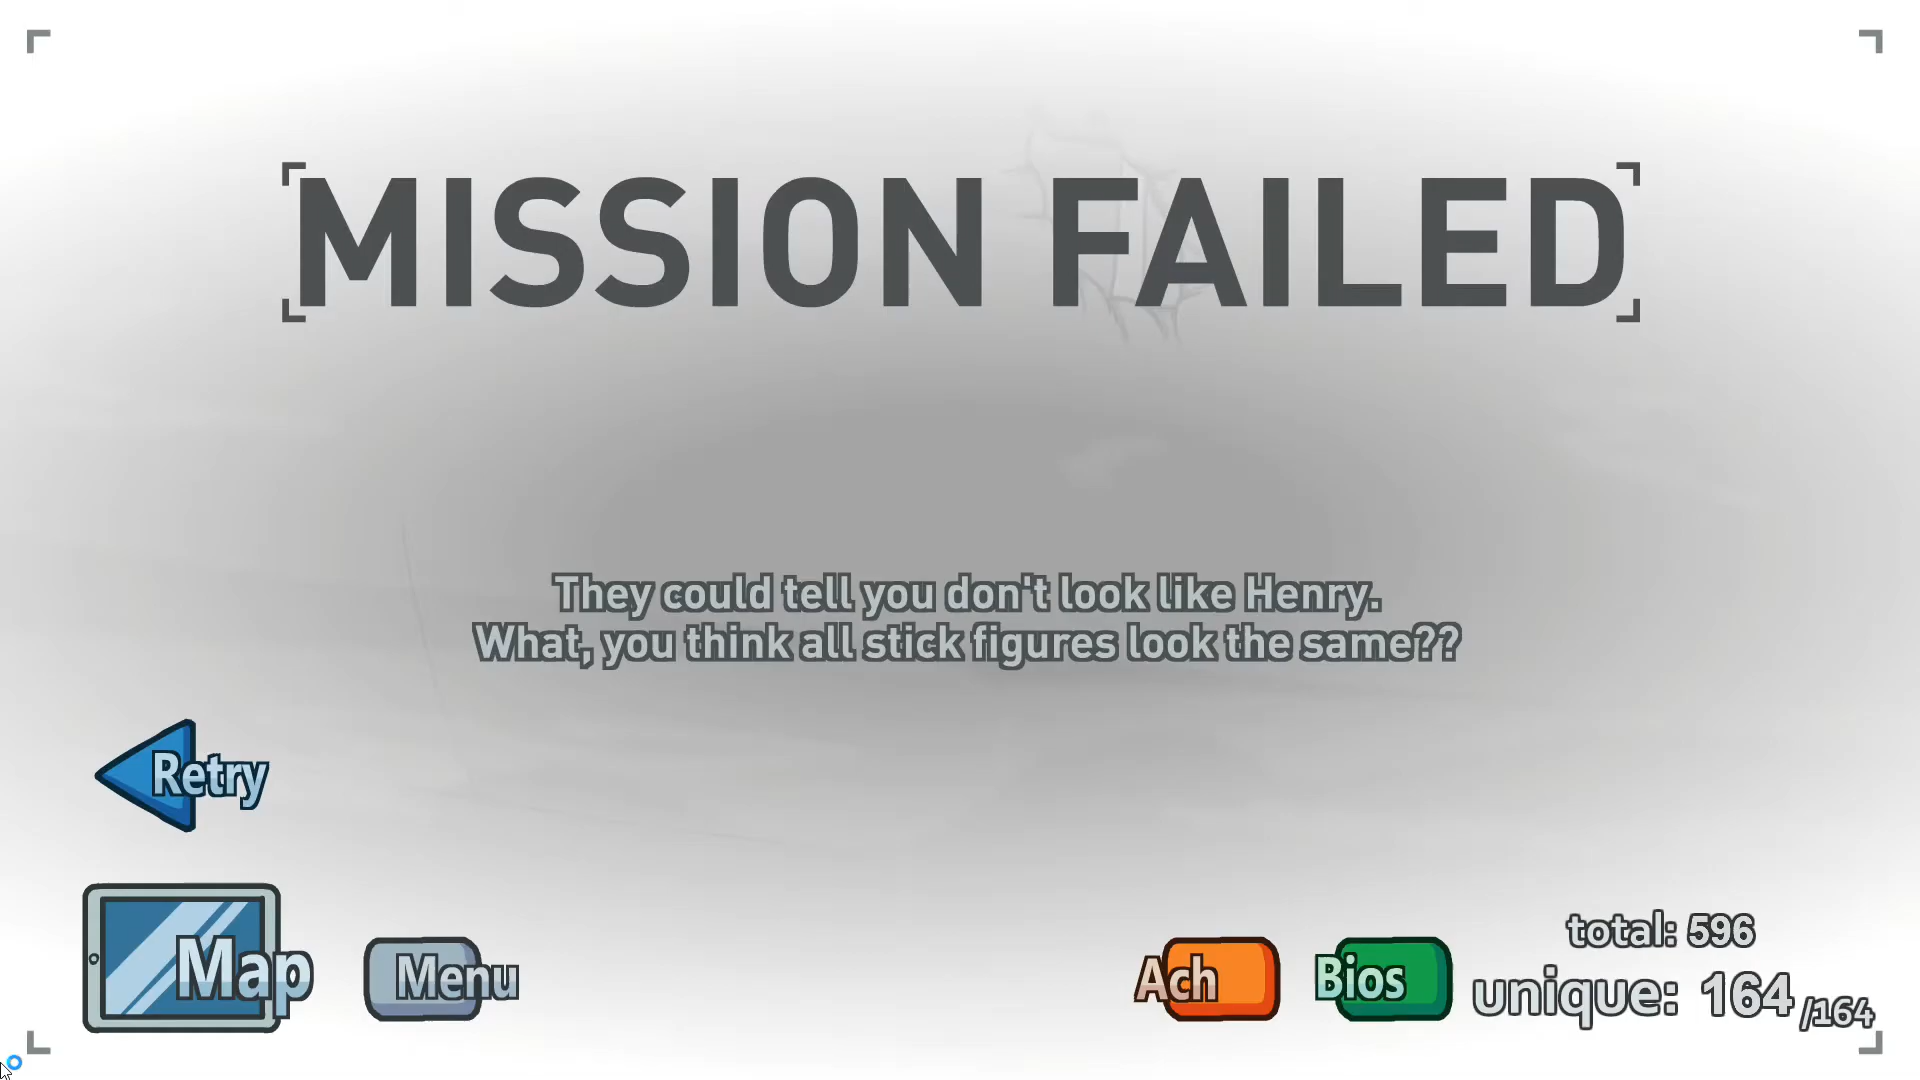 MISSION FAILED
They could tell you don't look like Henry.
What, you think all stick figures look the same??
Retry
Map
Menu
Ach
Bios
total: 596
unique: 164/164